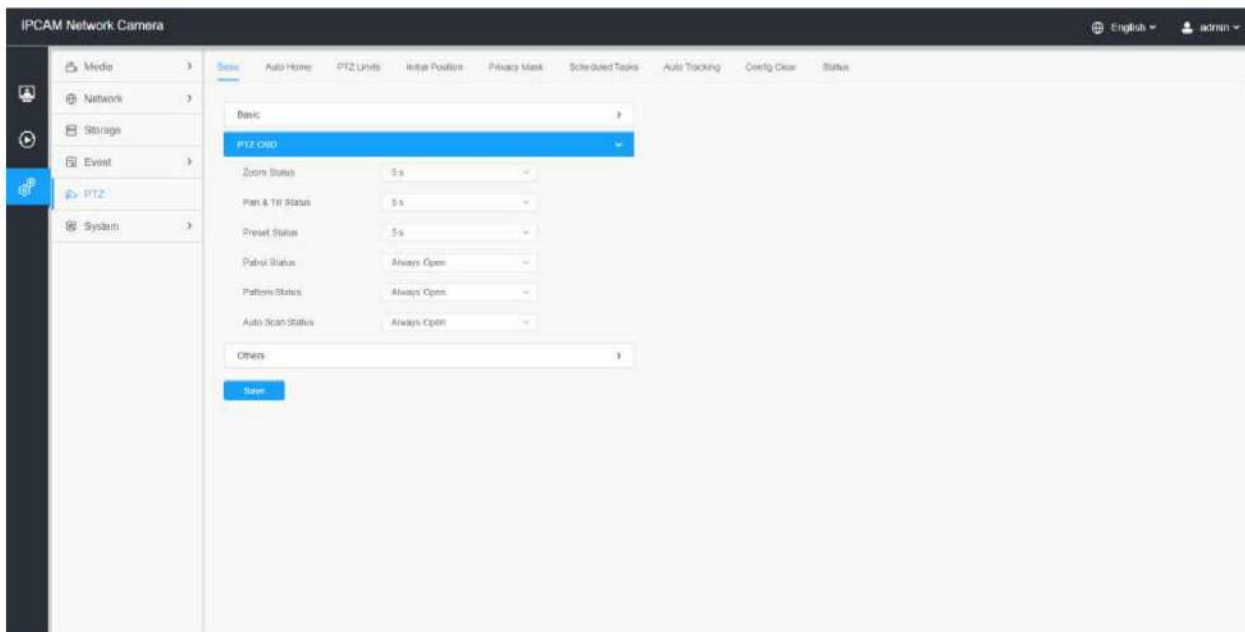 IPCAM Network Camera
English
admin
Media
Network
Storage
Event
PTZ
System
Basic Auto Home PTZ Limits Initial Position Privacy Mask Scheduled Tasks Auto Tracking Config Clear Status
Basic
PTZ OSD
Zoom Status 5 s
Pan & Tilt Status 5 s
Preset Status 5 s
Patrol Status Always Open
Pattern Status Always Open
Auto Scan Status Always Open
Others
Save